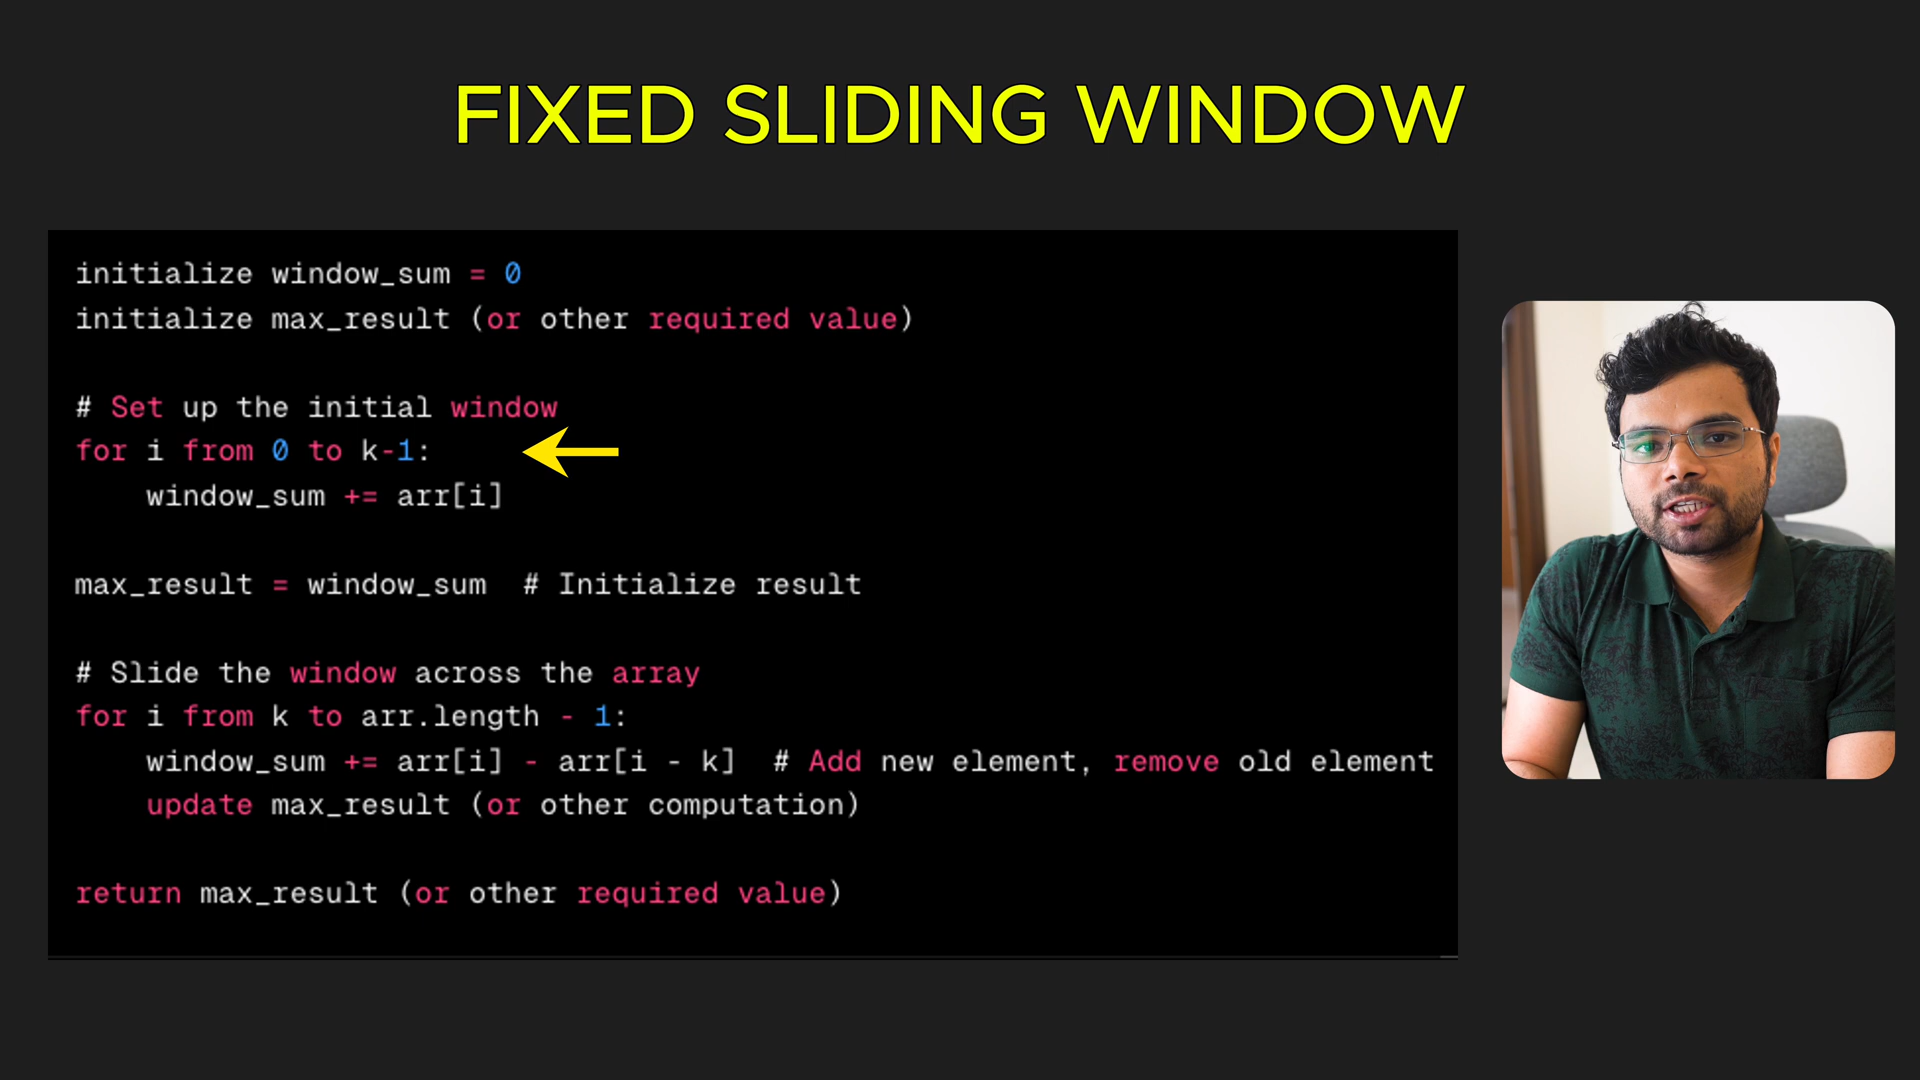 FIXED SLIDING WINDOW
initialize window_sum = 0
initialize max_result (or other required value)
# Set up the initial window
for i from 0 to k-1:
    window_sum += arr[i]
max_result = window_sum  # Initialize result
# Slide the window across the array
for i from k to arr.length - 1:
    window_sum += arr[i] - arr[i - k]  # Add new element, remove old element
    update max_result (or other computation)
return max_result (or other required value)